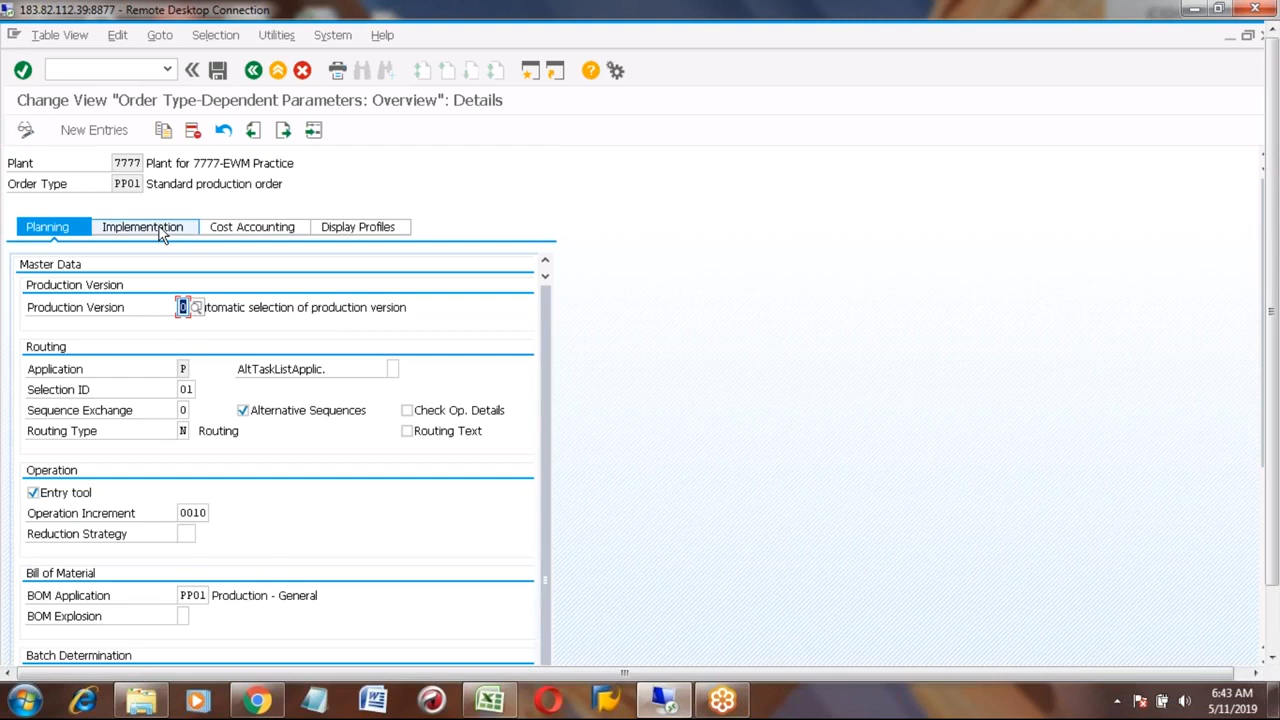 183.82.112.39:8877 - Remote Desktop Connection
Table View Edit Goto Selection Utilities System Help
Change View "Order Type-Dependent Parameters: Overview": Details
New Entries
Plant 7777 Plant for 7777-EWM Practice
Order Type PP01 Standard production order
Planning Implementation Cost Accounting Display Profiles
Master Data
Production Version
Production Version 0 utomatic selection of production version
Routing
Application P AltTaskListApplic.
Selection ID 01
Sequence Exchange 0 Alternative Sequences Check Op. Details
Routing Type N Routing Routing Text
Operation
Entry tool
Operation Increment 0010
Reduction Strategy
Bill of Material
BOM Application PP01 Production - General
BOM Explosion
Batch Determination
6:43 AM
5/11/2019